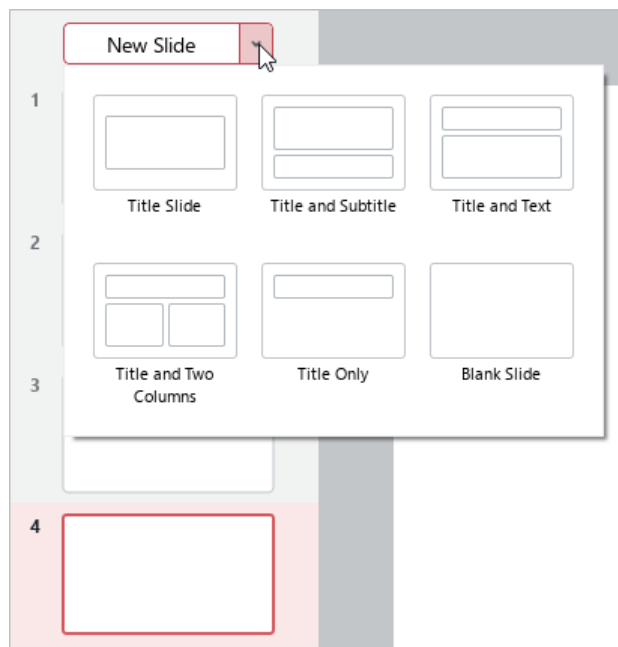 New Slide
1
Title Slide
Title and Subtitle
Title and Text
2
Title and Two
Columns
Title Only
Blank Slide
3
4